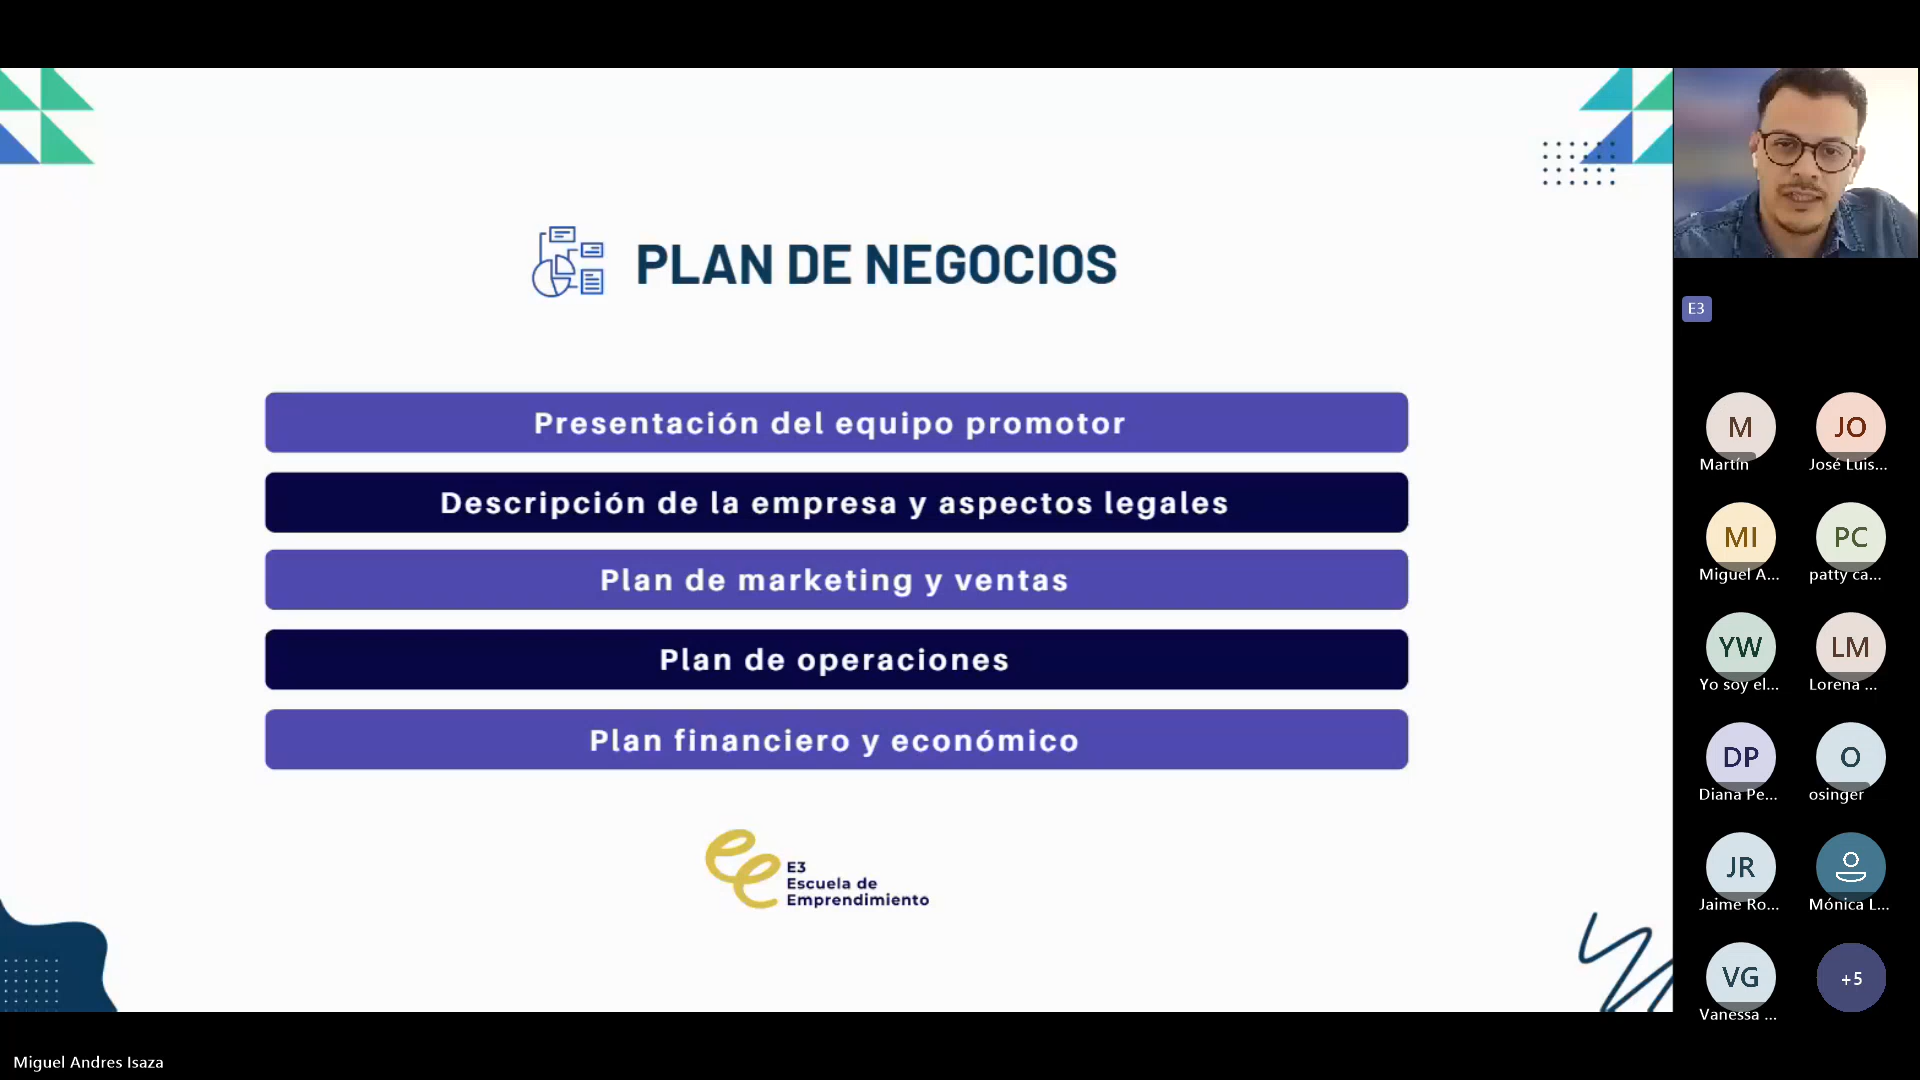 PLAN DE NEGOCIOS
Presentación del equipo promotor
Descripción de la empresa y aspectos legales
Plan de marketing y ventas
Plan de operaciones
Plan financiero y económico
E3
Escuela de
Emprendimiento
E3
M
Martín
JO
José Luis...
MI
Miguel A...
PC
patty ca...
YW
Yo soy el...
LM
Lorena ...
DP
Diana Pe...
O
osinger
JR
Jaime Ro...
Mónica L...
VG
Vanessa ...
+5
Miguel Andres Isaza